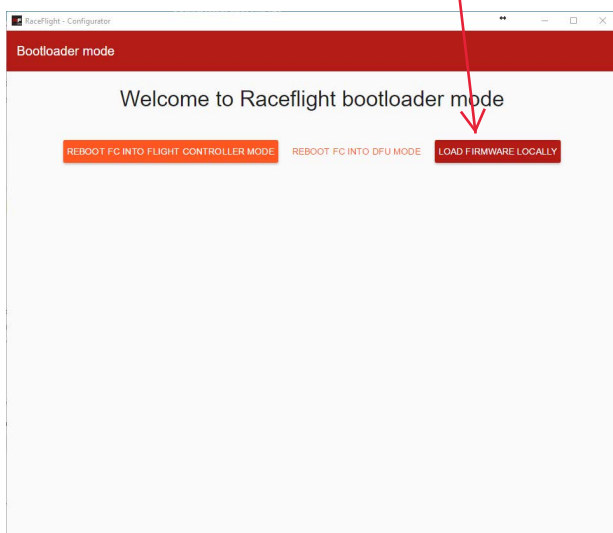 RaceFlight - Configurator
Bootloader mode
Welcome to Raceflight bootloader mode
REBOOT FC INTO FLIGHT CONTROLLER MODE REBOOT FC INTO DFU MODE LOAD FIRMWARE LOCALLY